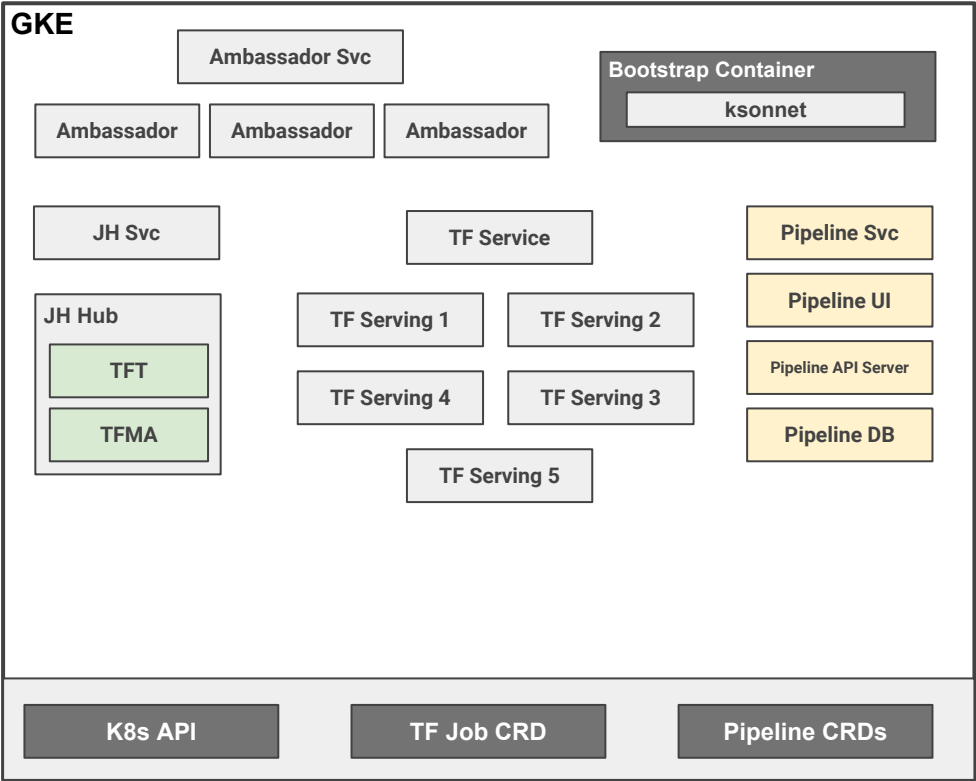 GKE
Ambassador Svc
Bootstrap Container
ksonnet
Ambassador
Ambassador
Ambassador
JH Svc
TF Service
Pipeline Svc
JH Hub
TFT
TFMA
TF Serving 1
TF Serving 2
TF Serving 4
TF Serving 3
TF Serving 5
Pipeline UI
Pipeline API Server
Pipeline DB
K8s API
TF Job CRD
Pipeline CRDs